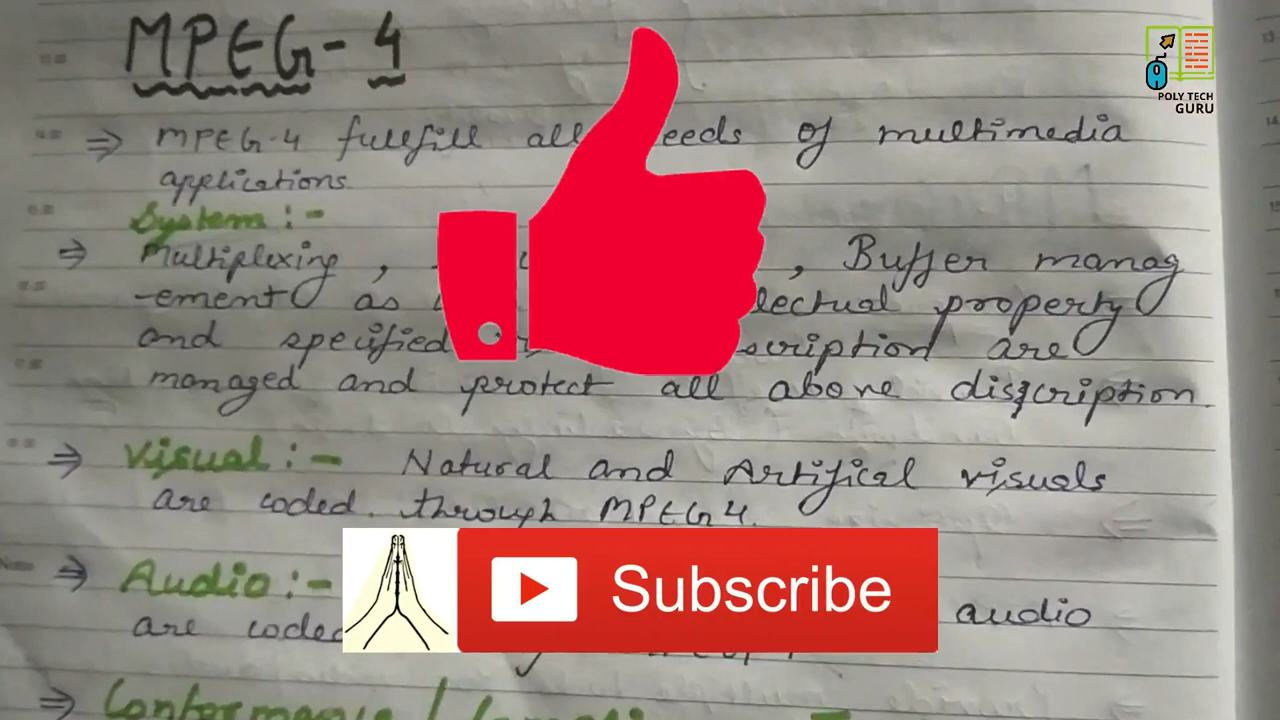 MPEG-4
POLY TECH
GURU
⇒ MPEG-4 fullfill all eeds of multimedia
applications
System :-
⇒ Multiplexing , , Buffer manag
-ement as lectual property
and specified scription are
managed and protect all above discription.
⇒ Visual :- Natural and Artifical visuals
are coded. through MPEG4.
⇒ Audio :- audio
are coded
Subscribe
⇒ Conformance /